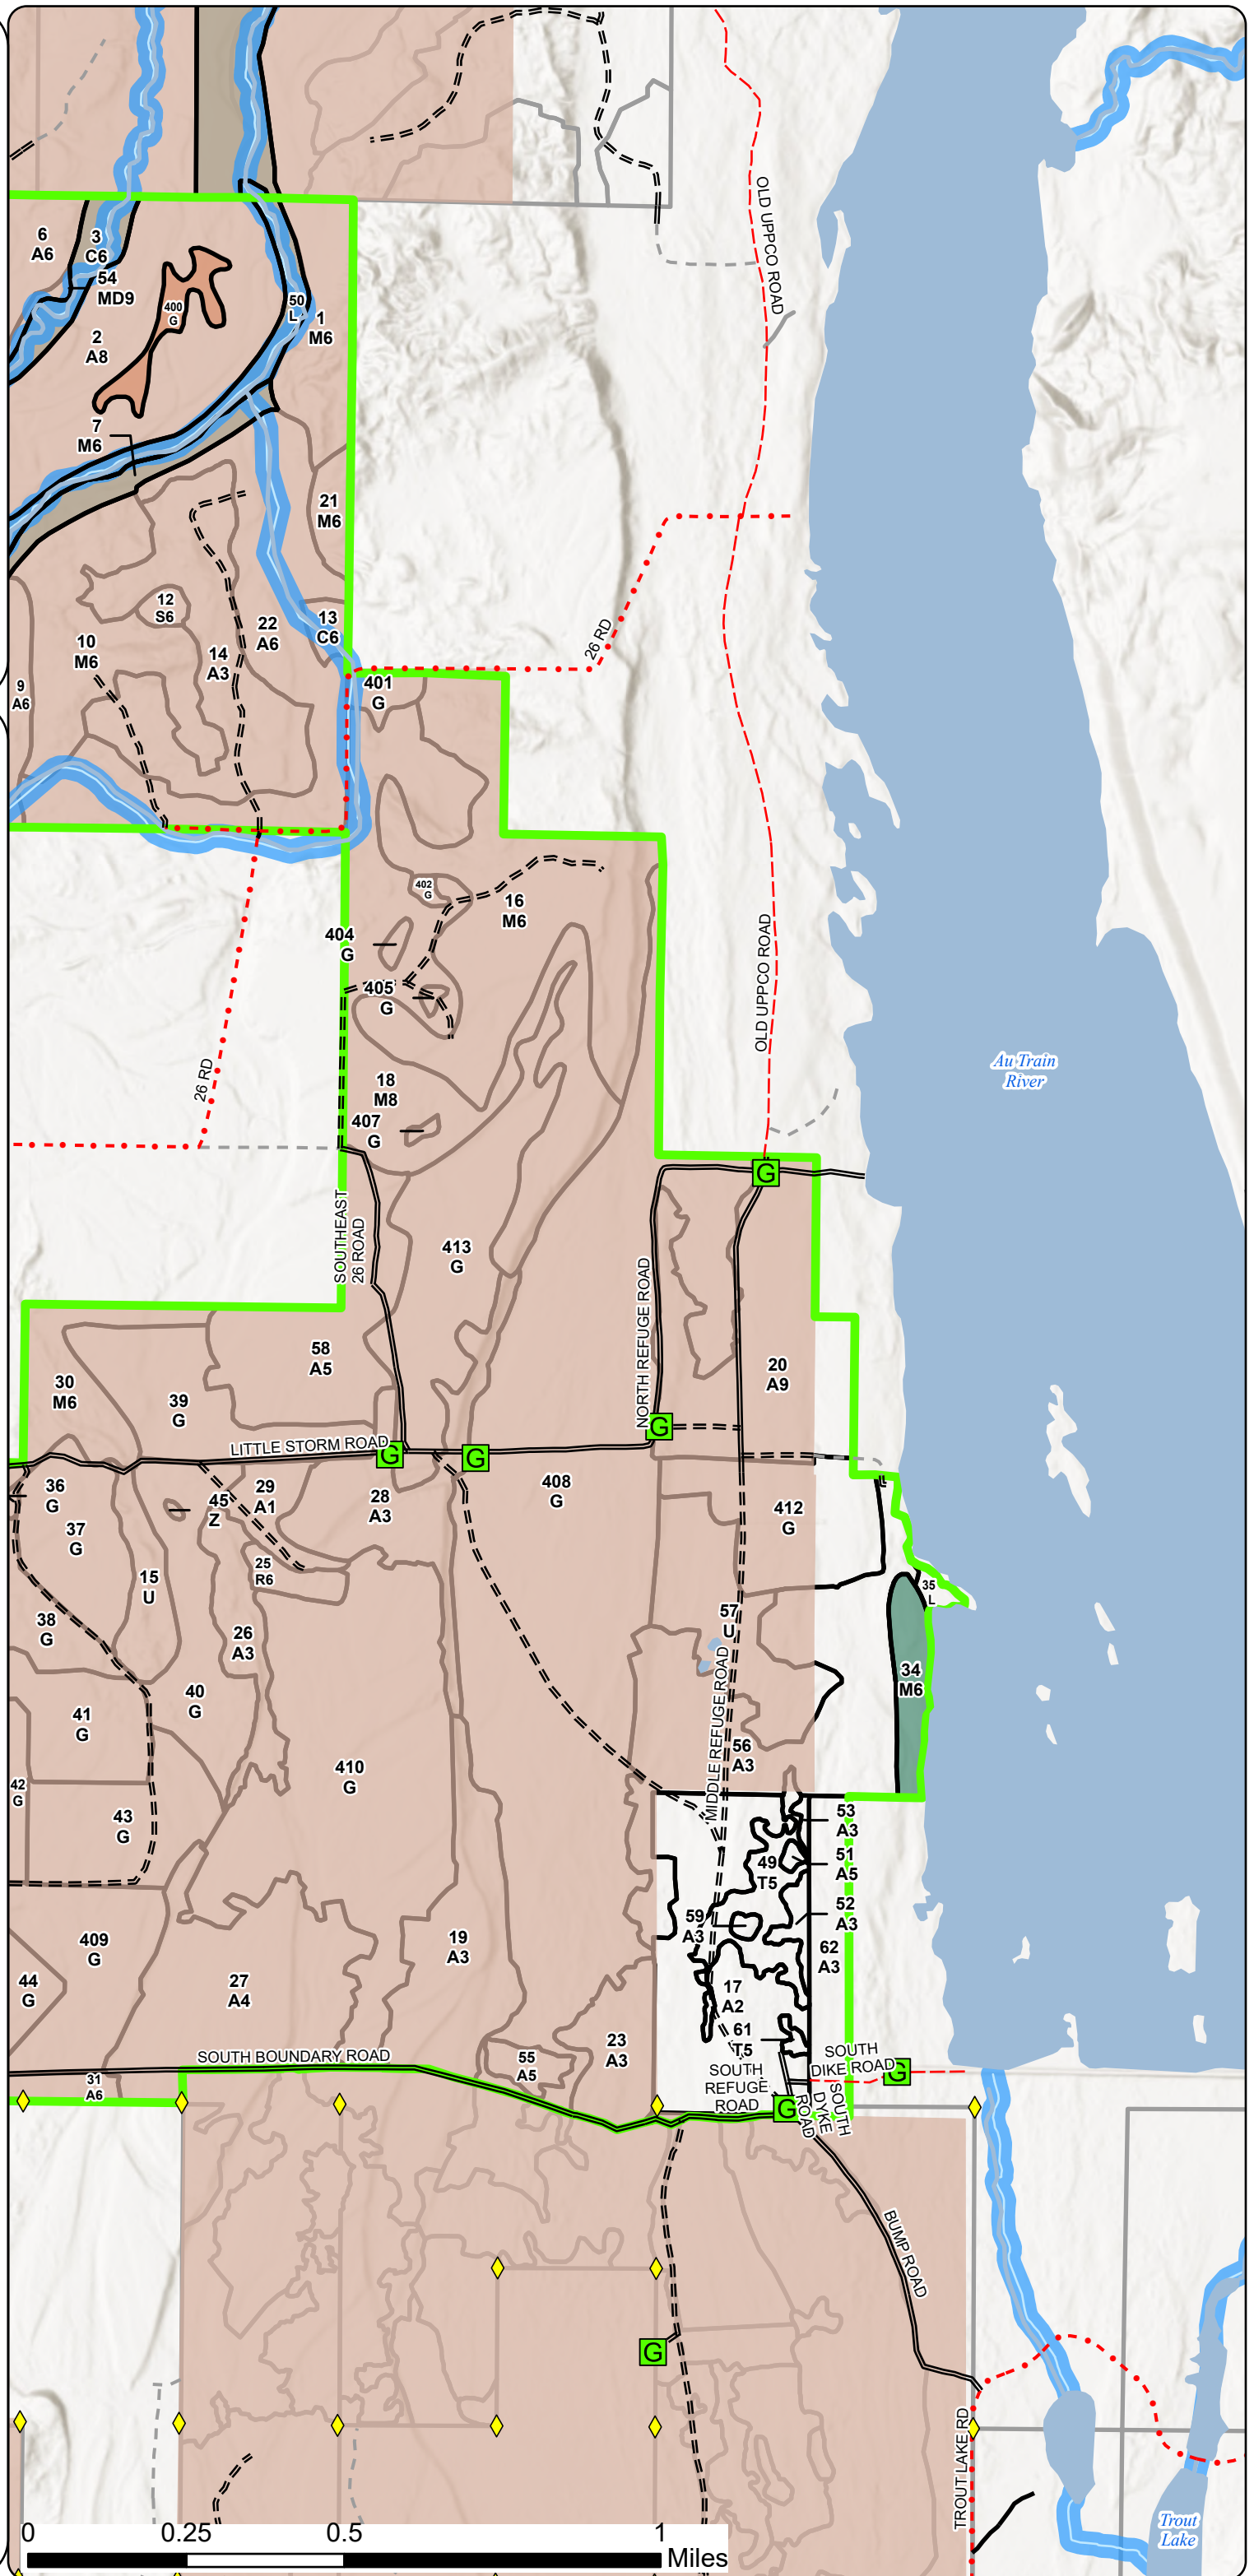 OLD UPPCO ROAD
6
A6
3
C6
54
MD9
400
G
50
L
1
M6
2
A8
7
M6
21
M6
12
S6
13
C6
22
A6
10
M6
14
A3
26 RD
9
A6
401
G
402
G
16
M6
404
G
OLD UPPCO ROAD
405
G
Au Train
River
26 RD
18
M8
407
G
G
SOUTHEAST
26 ROAD
413
G
NORTH REFUGE ROAD
58
A5
20
A9
30
M6
39
G
G
LITTLE STORM ROAD
G
G
36
G
45
Z
29
A1
28
A3
408
G
412
G
37
G
25
R6
15
U
35
L
38
G
26
A3
57
U
34
M6
40
G
41
G
MIDDLE REFUGE ROAD
56
A3
410
G
42
G
43
G
53
A3
51
A5
49
T5
52
A3
59
A3
409
G
19
A3
62
A3
44
G
27
A4
17
A2
61
T5
23
A3
SOUTH BOUNDARY ROAD
55
A5
SOUTH
DIKE ROAD
G
31
A6
SOUTH
REFUGE
ROAD
G
SOUTH
DYKE
ROAD
BUMP ROAD
G
TROUT LAKE RD
Trout
Lake
0 0.25 0.5 1
Miles